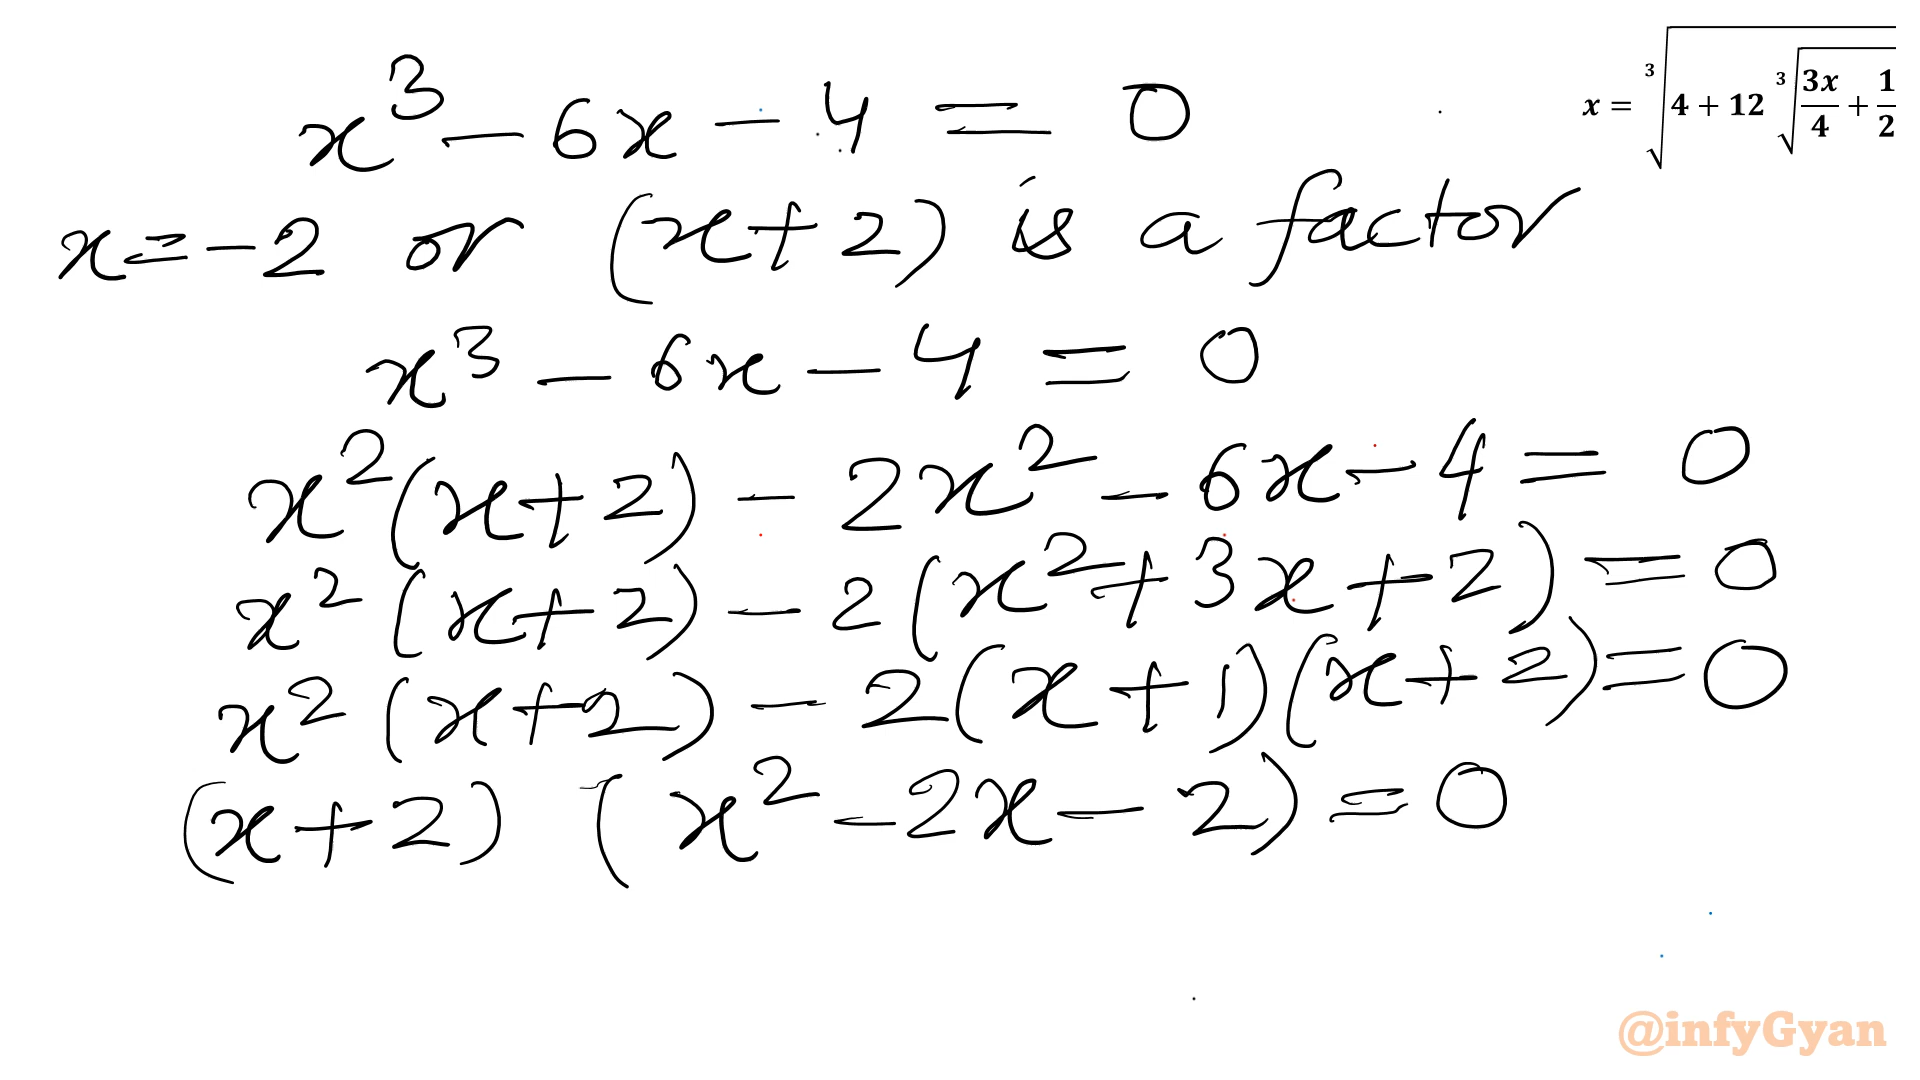 x³ - 6x - 4 = 0
x = ∛(4 + 12 ∛(3x/4 + 1/2))
x = -2 or (x+2) is a factor
x³ - 6x - 4 = 0
x²(x+2) - 2x² - 6x - 4 = 0
x²(x+2) - 2(x² + 3x + 2) = 0
x²(x+2) - 2(x+1)(x+2) = 0
(x+2) (x² - 2x - 2) = 0
@infyGyan